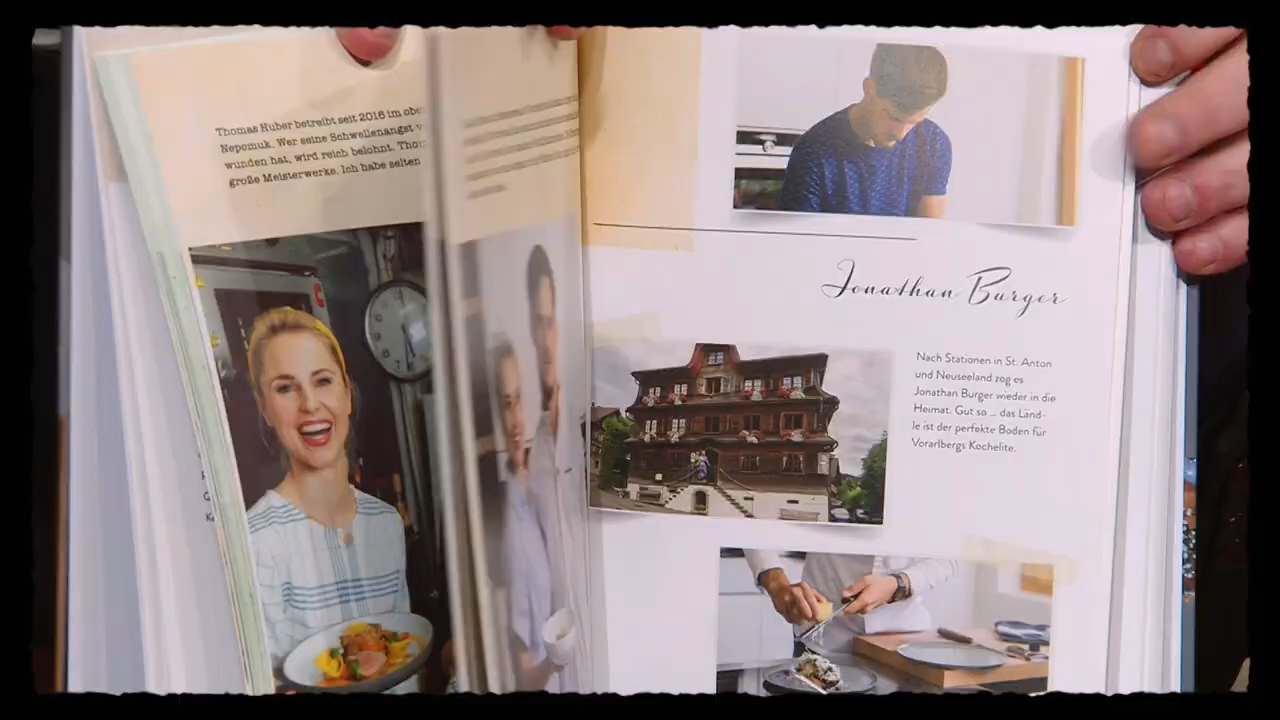 Thomas Huber betreibt seit 2016 im obe
Nepomuk. Wer seine Schwellenangst
wunden hat, wird reich belohnt. Tho
große Meisterwerke. Ich habe selten
Jonathan Burger
Nach Stationen in St. Anton
und Neuseeland zog es
Jonathan Burger wieder in die
Heimat. Gut so ... das Länd-
le ist der perfekte Boden für
Vorarlbergs Kochelite.